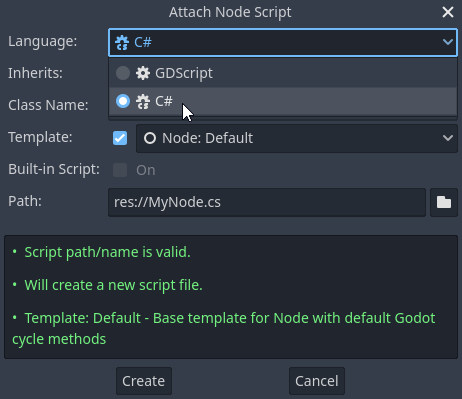 Attach Node Script
Language: C#
Inherits: GDScript
Class Name: C#
Template: Node: Default
Built-in Script: On
Path: res://MyNode.cs
• Script path/name is valid.
• Will create a new script file.
• Template: Default - Base template for Node with default Godot
cycle methods
Create Cancel